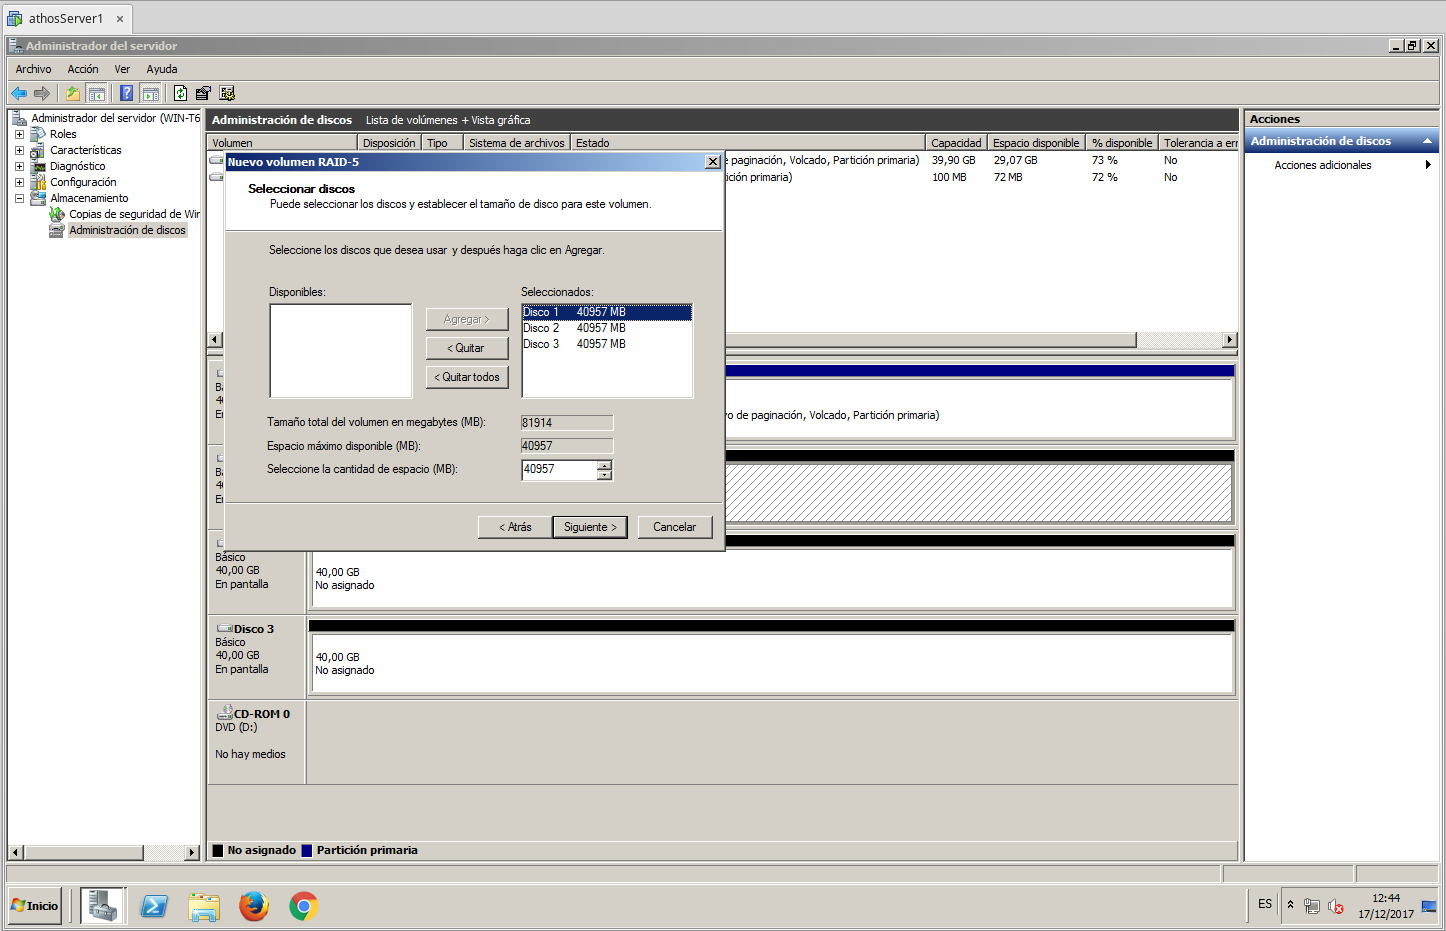 athosServer1
Administrador del servidor
Archivo Acción Ver Ayuda
Administrador del servidor (WIN-T6
Roles
Características
Diagnóstico
Configuración
Almacenamiento
Copias de seguridad de Wir
Administración de discos
Administración de discos Lista de volúmenes + Vista gráfica
Volumen Disposición Tipo Sistema de archivos Estado Capacidad Espacio disponible % disponible Tolerancia a err
e paginación, Volcado, Partición primaria) 39,90 GB 29,07 GB 73 % No
tición primaria) 100 MB 72 MB 72 % No
Nuevo volumen RAID-5
Seleccionar discos
Puede seleccionar los discos y establecer el tamaño de disco para este volumen.
Seleccione los discos que desea usar y después haga clic en Agregar.
Disponibles:
Agregar >
< Quitar
< Quitar todos
Seleccionados:
Disco 1 40957 MB
Disco 2 40957 MB
Disco 3 40957 MB
Tamaño total del volumen en megabytes (MB): 81914
Espacio máximo disponible (MB): 40957
Seleccione la cantidad de espacio (MB): 40957
< Atrás Siguiente > Cancelar
vo de paginación, Volcado, Partición primaria)
Básico
40,00 GB
En pantalla
40,00 GB
No asignado
Disco 3
Básico
40,00 GB
En pantalla
40,00 GB
No asignado
CD-ROM 0
DVD (D:)
No hay medios
No asignado Partición primaria
Acciones
Administración de discos
Acciones adicionales
Inicio
ES
12:44
17/12/2017